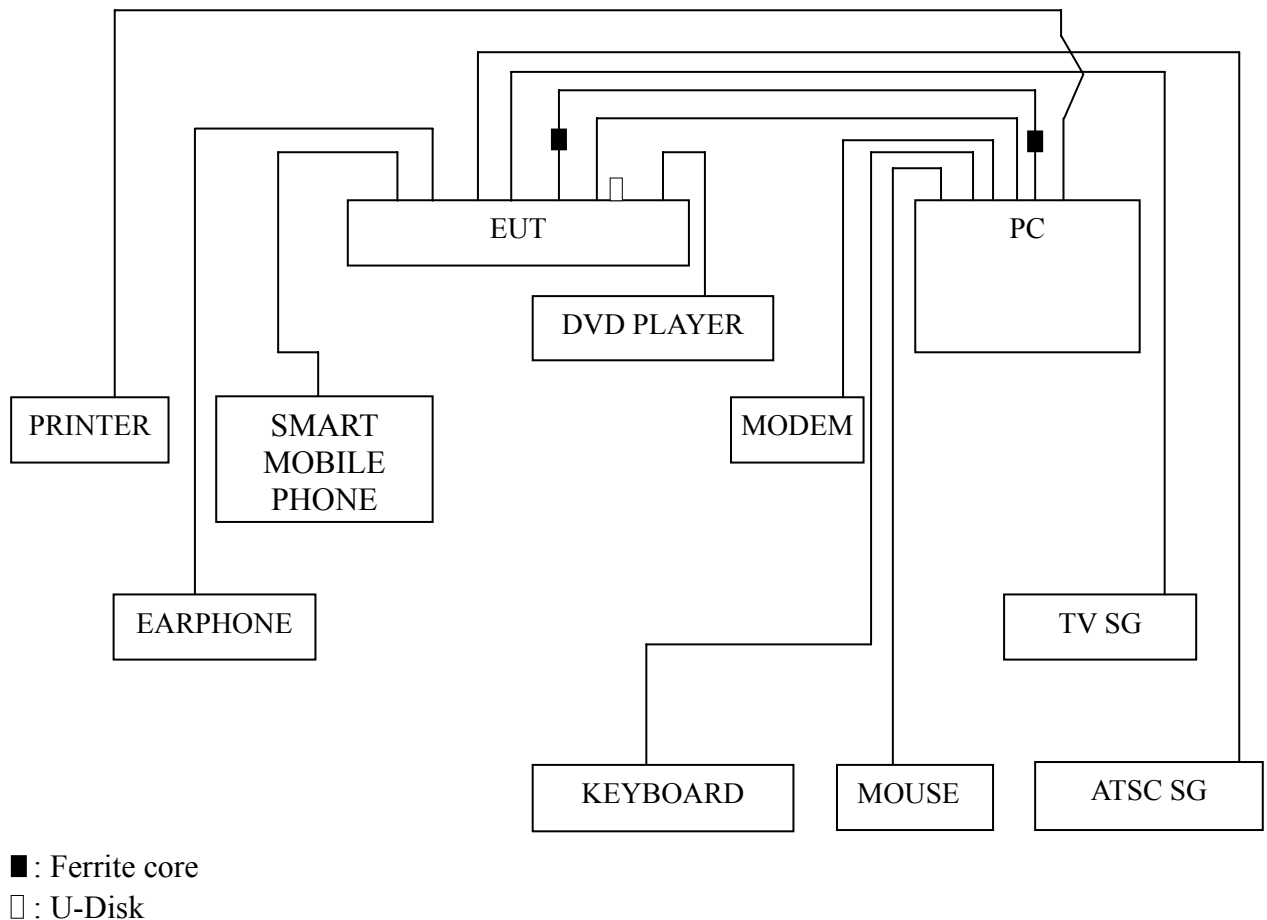 EUT
PC
DVD PLAYER
PRINTER
SMART
MOBILE
PHONE
MODEM
EARPHONE
TV SG
KEYBOARD
MOUSE
ATSC SG
■ : Ferrite core
▯ : U-Disk